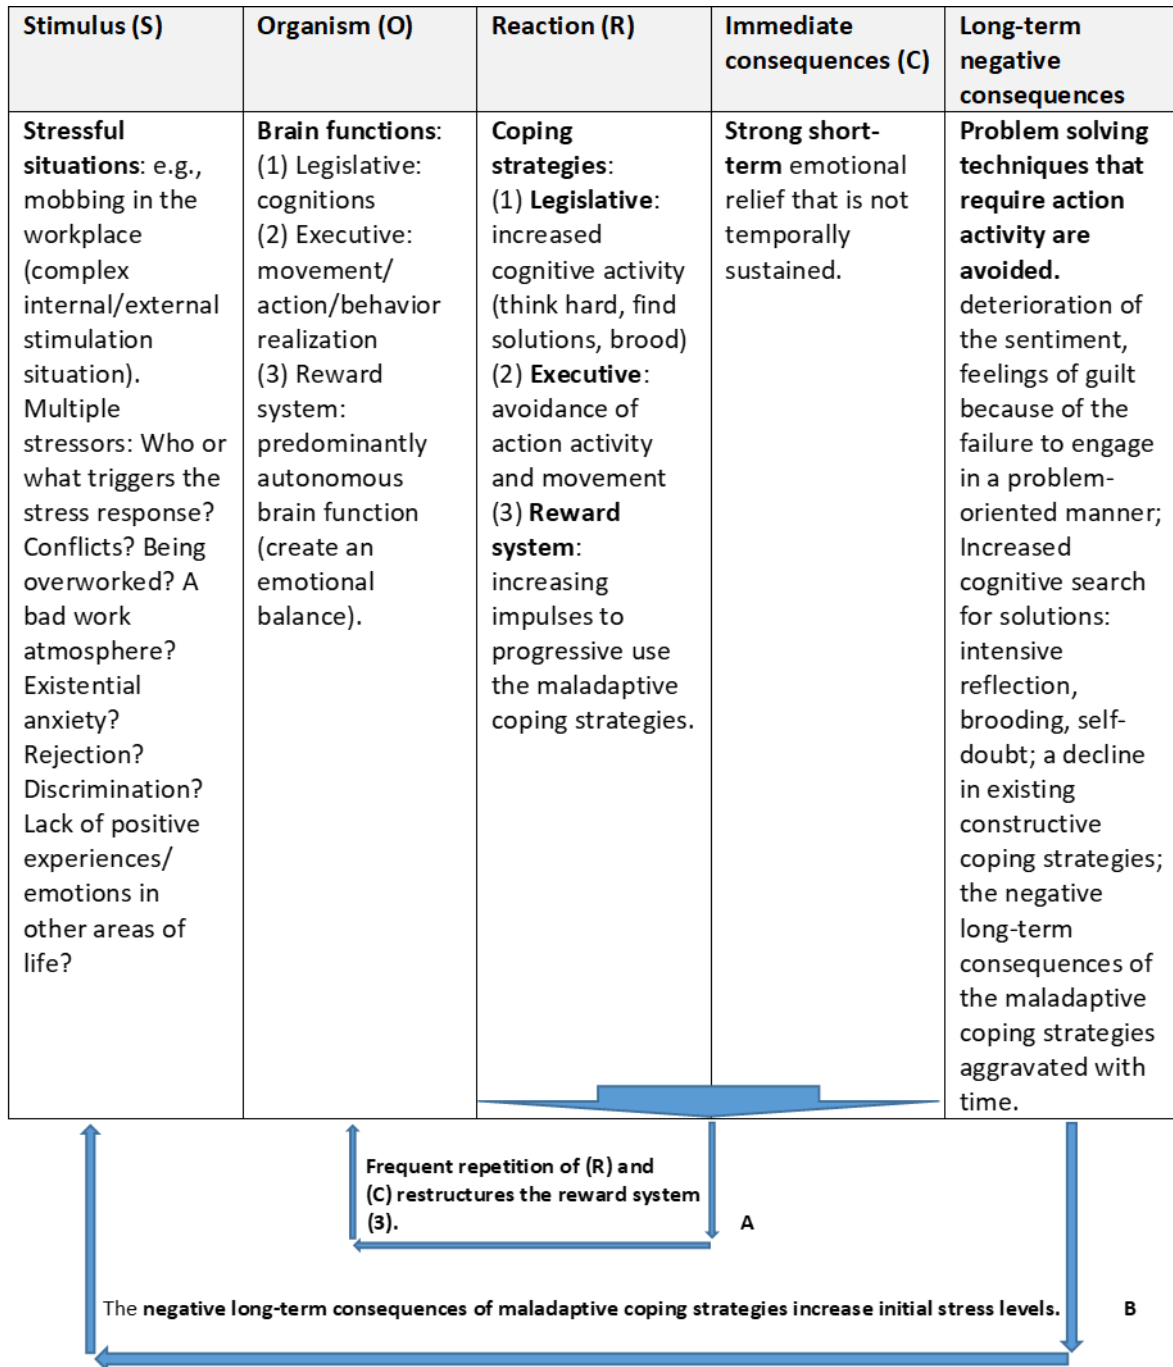 Stimulus (S)
Organism (O)
Reaction (R)
Immediate
consequences (C)
Long-term
negative
consequences
Stressful
situations: e.g.,
mobbing in the
workplace
(complex
internal/external
stimulation
situation).
Multiple
stressors: Who or
what triggers the
stress response?
Conflicts? Being
overworked? A
bad work
atmosphere?
Existential
anxiety?
Rejection?
Discrimination?
Lack of positive
experiences/
emotions in
other areas of
life?
Brain functions:
(1) Legislative:
cognitions
(2) Executive:
movement/
action/behavior
realization
(3) Reward
system:
predominantly
autonomous
brain function
(create an
emotional
balance).
Coping
strategies:
(1) Legislative:
increased
cognitive activity
(think hard, find
solutions, brood)
(2) Executive:
avoidance of
action activity
and movement
(3) Reward
system:
increasing
impulses to
progressive use
the maladaptive
coping strategies.
Strong short-
term emotional
relief that is not
temporally
sustained.
Problem solving
techniques that
require action
activity are
avoided.
deterioration of
the sentiment,
feelings of guilt
because of the
failure to engage
in a problem-
oriented manner;
Increased
cognitive search
for solutions:
intensive
reflection,
brooding, self-
doubt; a decline
in existing
constructive
coping strategies;
the negative
long-term
consequences of
the maladaptive
coping strategies
aggravated with
time.
Frequent repetition of (R) and
(C) restructures the reward system
(3).
A
The negative long-term consequences of maladaptive coping strategies increase initial stress levels.
B